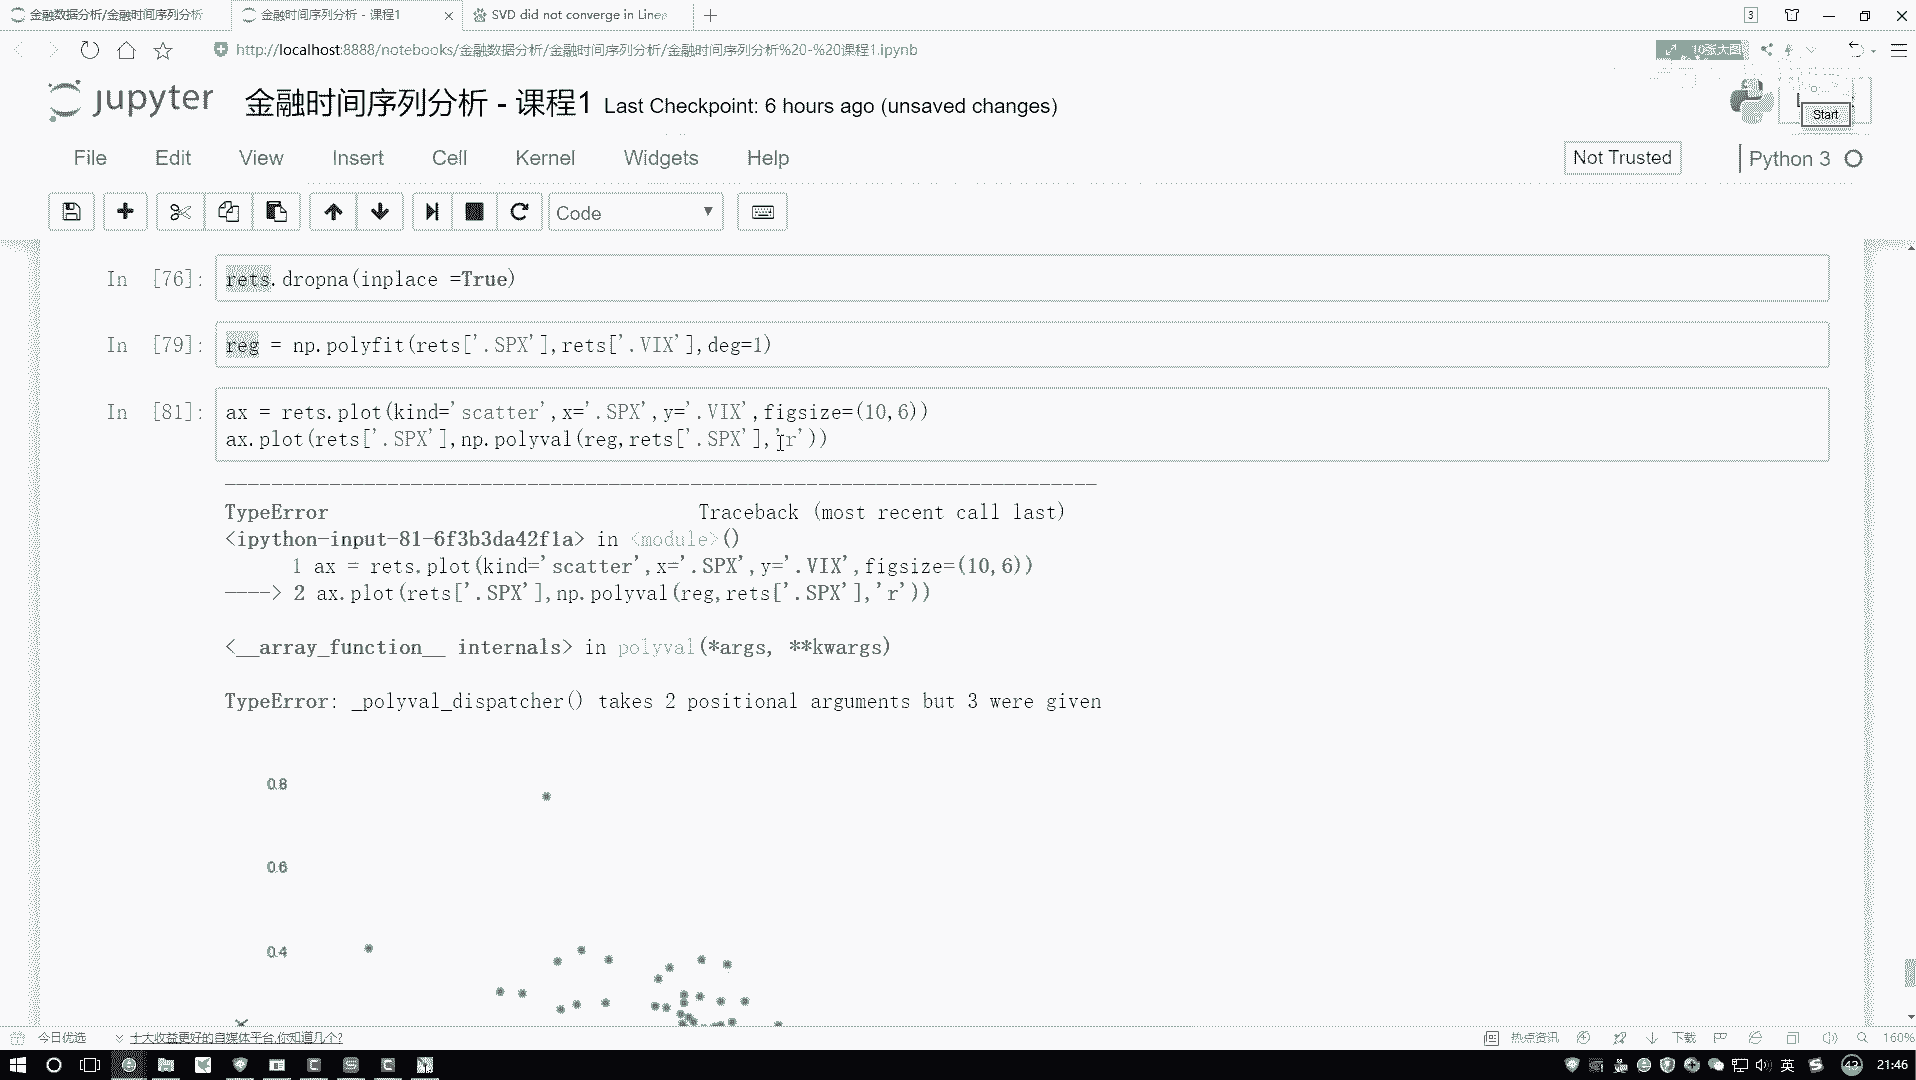 金融数据分析/金融时间序列分析
金融时间序列分析 - 课程1
SVD did not converge in Line
3
http://localhost:8888/notebooks/金融数据分析/金融时间序列分析/金融时间序列分析%20-%20课程1.ipynb
10张大图
jupyter
金融时间序列分析 - 课程1
Last Checkpoint: 6 hours ago (unsaved changes)
Start
File Edit View Insert Cell Kernel Widgets Help
Not Trusted
Python 3
Code
In [76]: rets.dropna(inplace =True)
In [79]: reg = np.polyfit(rets['.SPX'],rets['.VIX'],deg=1)
In [81]: ax = rets.plot(kind='scatter',x='.SPX',y='.VIX',figsize=(10,6))
ax.plot(rets['.SPX'],np.polyval(reg,rets['.SPX'],'r'))
---------------------------------------------------------------------------
TypeError Traceback (most recent call last)
<ipython-input-81-6f3b3da42f1a> in <module>()
1 ax = rets.plot(kind='scatter',x='.SPX',y='.VIX',figsize=(10,6))
----> 2 ax.plot(rets['.SPX'],np.polyval(reg,rets['.SPX'],'r'))
<__array_function__ internals> in polyval(*args, **kwargs)
TypeError: _polyval_dispatcher() takes 2 positional arguments but 3 were given
0.8
0.6
0.4
今日优选
十大收益更好的自媒体平台,你知道几个?
热点资讯
下载
160%
英
43
21:46